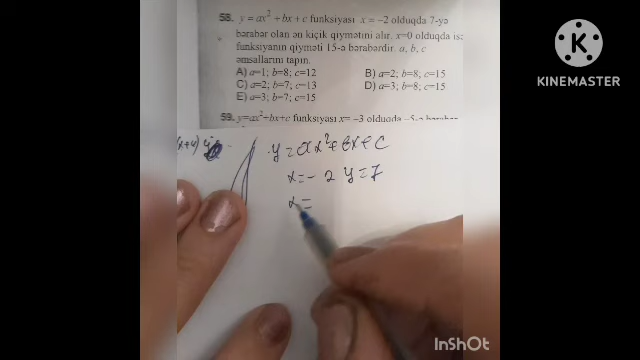 58. y = ax² + bx + c funksiyası x = −2 olduqda 7-yə
bərabər olan ən kiçik qiymətini alır. x=0 olduqda isə
funksiyanın qiyməti 15-ə bərabərdir. a, b, c
əmsallarını tapın.
A) a=1; b=8; c=12 B) a=2; b=8; c=15
C) a=2; b=7; c=13 D) a=3; b=8; c=15
E) a=3; b=7; c=15
59. y=ax²+bx+c funksiyası x= −3 olduqda −5-ə bərabər
y = ax² + bx + c
x = − 2 y = 7
x =
KINEMASTER
InShOt